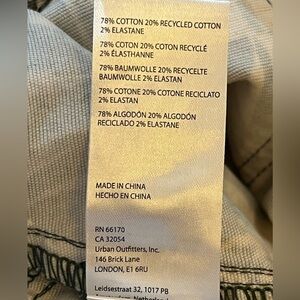 78% COTTON 20% RECYCLED COTTON
2% ELASTANE
78% COTON 20% COTON RECYCLÉ
2% ÉLASTHANNE
78% BAUMWOLLE 20% RECYCELTE
BAUMWOLLE 2% ELASTAN
78% COTONE 20% COTONE RECICLATO
2% ELASTAN
78% ALGODÓN 20% ALGODÓN
RECICLADO 2% ELASTANE
MADE IN CHINA
HECHO EN CHINA
RN 66170
CA 32054
Urban Outfitters, Inc.
146 Brick Lane
LONDON, E1 6RU
Leidsestraat 32, 1017 PB
Amsterdam, Netherland